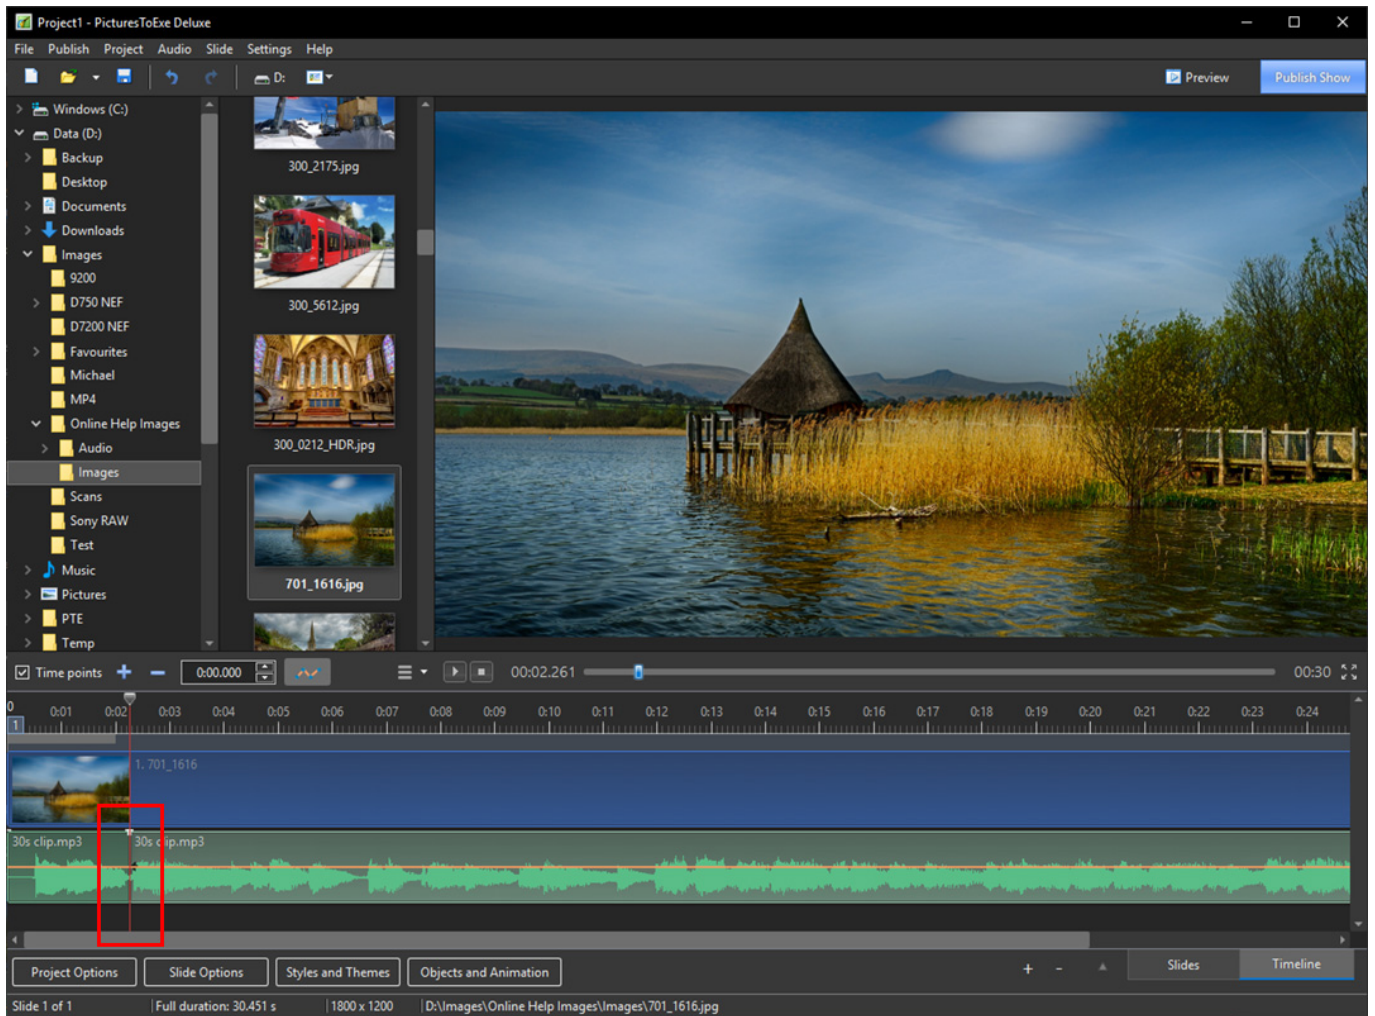 Project1 - PicturesToExe Deluxe
File Publish Project Audio Slide Settings Help
D:
Preview
Publish Show
Windows (C:)
Data (D:)
Backup
Desktop
Documents
Downloads
Images
9200
D750 NEF
D7200 NEF
Favourites
Michael
MP4
Online Help Images
Audio
Images
Scans
Sony RAW
Test
Music
Pictures
PTE
Temp
300_2175.jpg
300_5612.jpg
300_0212_HDR.jpg
701_1616.jpg
Time points
0:00.000
00:02.261
00:30
0 0:01 0:02 0:03 0:04 0:05 0:06 0:07 0:08 0:09 0:10 0:11 0:12 0:13 0:14 0:15 0:16 0:17 0:18 0:19 0:20 0:21 0:22 0:23 0:24
1
1. 701_1616
30s clip.mp3 30s clip.mp3
Project Options Slide Options Styles and Themes Objects and Animation + - Slides Timeline
Slide 1 of 1 Full duration: 30.451 s 1800 x 1200 D:\Images\Online Help Images\Images\701_1616.jpg